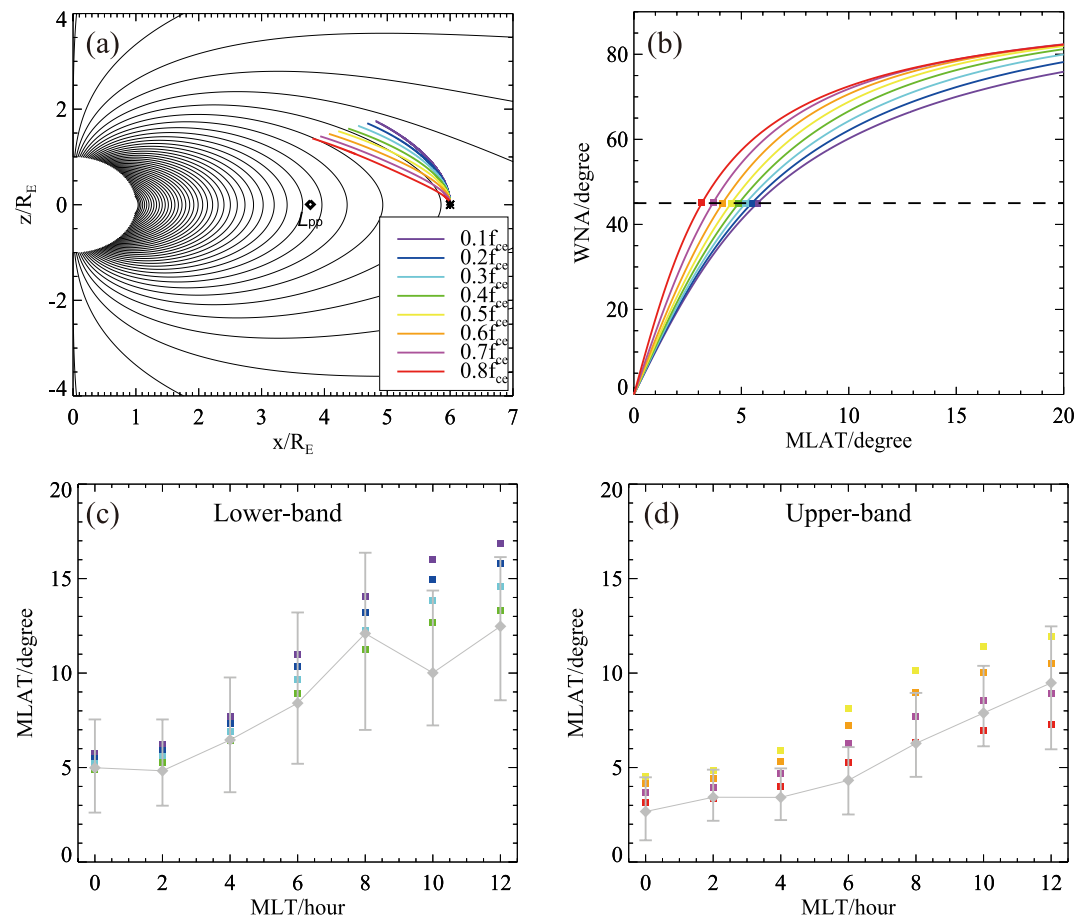 (a)
4
2
0
-2
-4
z/R_E
L_pp
0.1f_ce
0.2f_ce
0.3f_ce
0.4f_ce
0.5f_ce
0.6f_ce
0.7f_ce
0.8f_ce
0 1 2 3 4 5 6 7
x/R_E
(b)
80
60
40
20
0
WNA/degree
0 5 10 15 20
MLAT/degree
(c) Lower-band
20
15
10
5
0
MLAT/degree
0 2 4 6 8 10 12
MLT/hour
(d) Upper-band
20
15
10
5
0
MLAT/degree
0 2 4 6 8 10 12
MLT/hour